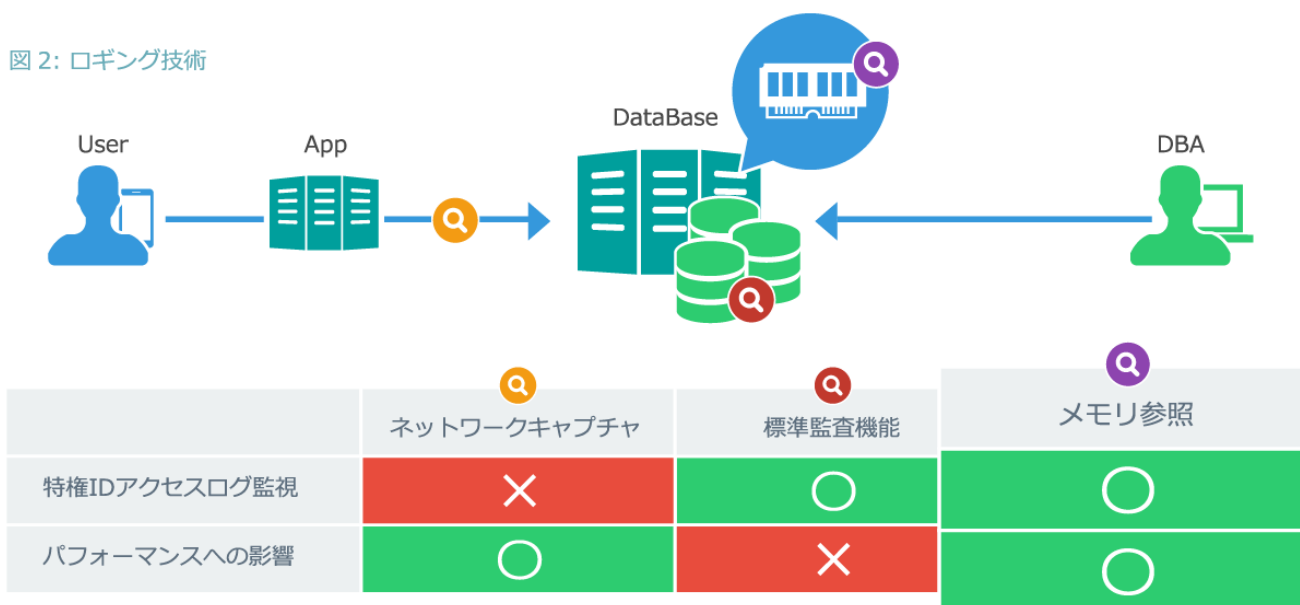 図 2: ロギング技術
User
App
DataBase
DBA
ネットワークキャプチャ
標準監査機能
メモリ参照
特権IDアクセスログ監視
× ○ ○
パフォーマンスへの影響
○ × ○